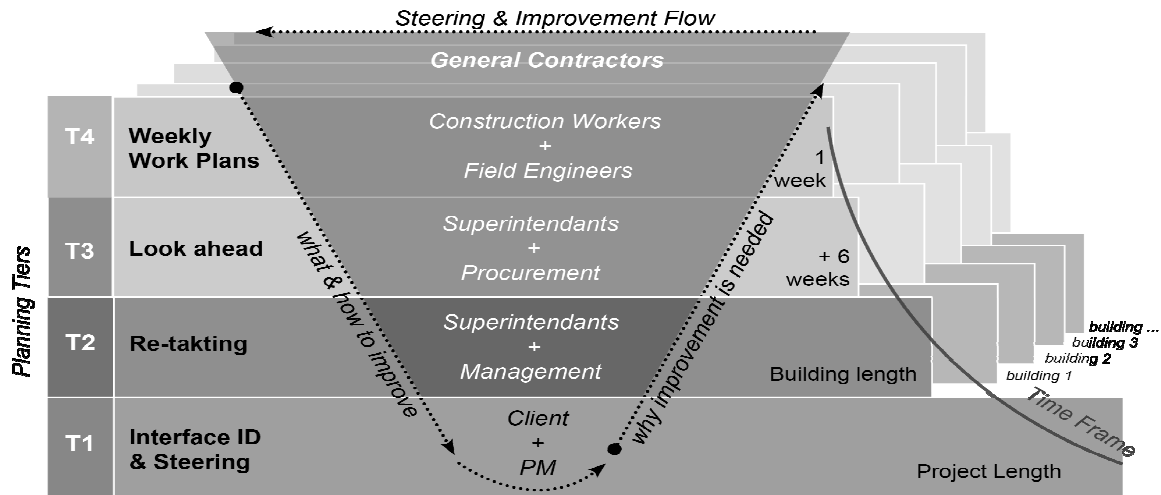 Steering & Improvement Flow
General Contractors
Planning Tiers
T4
Weekly
Work Plans
Construction Workers
+
Field Engineers
1
week
T3
Look ahead
Superintendants
+
Procurement
+ 6
weeks
what & how to improve
why improvement is needed
T2
Re-takting
Superintendants
+
Management
Building length
building ...
ilding 3
building 2
building 1
T1
Interface ID
& Steering
Client
+
PM
Project Length
Time Frame